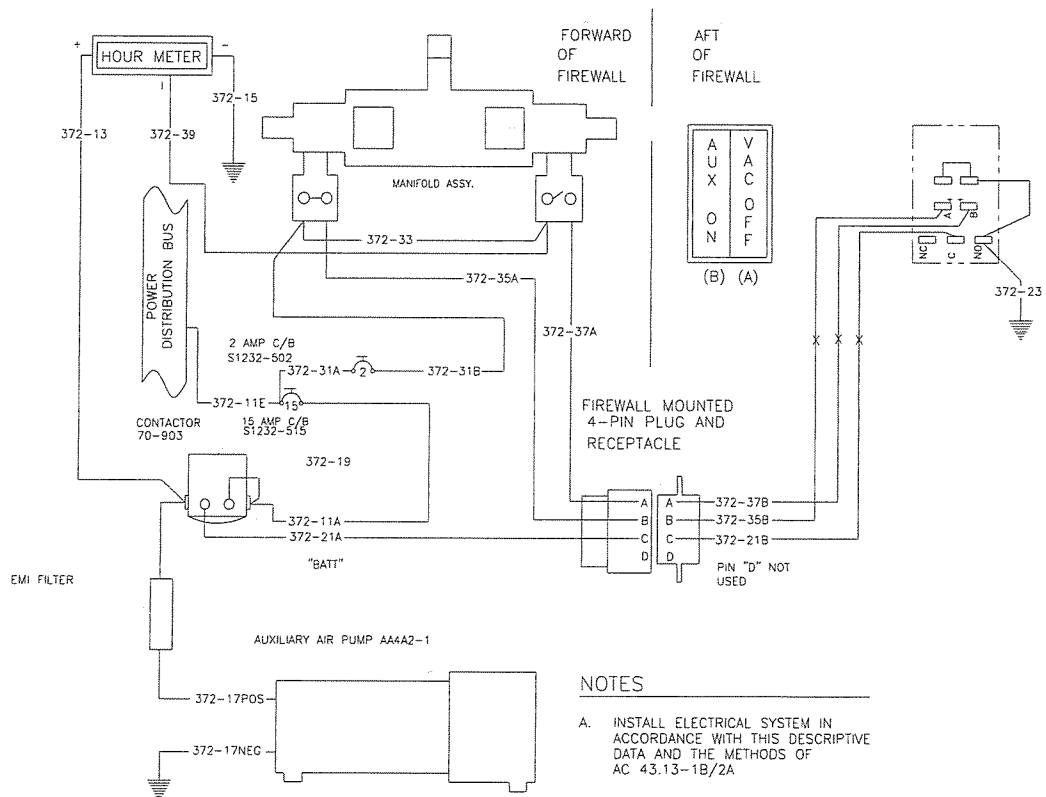 FORWARD
OF
FIREWALL
AFT
OF
FIREWALL
+
HOUR METER
-
I
372-15
372-13
372-39
MANIFOLD ASSY.
AUX ON
VAC OFF
(B) (A)
A
B
+
NC
C
NO
372-23
372-33
372-35A
372-37A
POWER
DISTRIBUTION BUS
2 AMP C/B
S1232-502
372-31A
2
372-31B
372-11E
15
15 AMP C/B
S1232-515
CONTACTOR
70-903
372-19
FIREWALL MOUNTED
4-PIN PLUG AND
RECEPTACLE
372-11A
372-21A
"BATT"
A A 372-37B
B B 372-35B
C C 372-21B
D D
PIN "D" NOT
USED
EMI FILTER
AUXILIARY AIR PUMP AA4A2-1
372-17POS
372-17NEG
NOTES
A. INSTALL ELECTRICAL SYSTEM IN
ACCORDANCE WITH THIS DESCRIPTIVE
DATA AND THE METHODS OF
AC 43.13-1B/2A